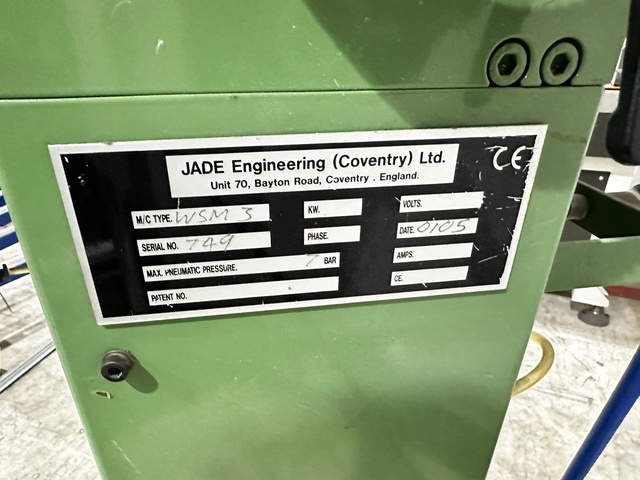 JADE Engineering (Coventry) Ltd.
Unit 70, Bayton Road, Coventry . England.
CE
M/C TYPE. WSM 3
KW.
VOLTS.
SERIAL NO. 749
PHASE.
DATE. 0105
MAX. PNEUMATIC PRESSURE. 7 BAR
AMPS.
PATENT NO.
CE.